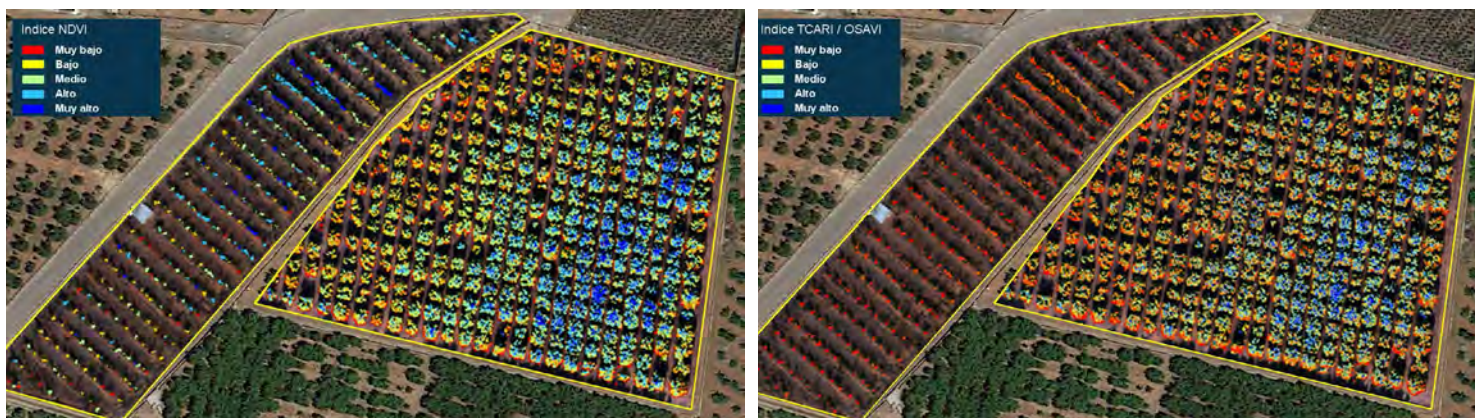 Indice NDVI
Muy bajo
Bajo
Medio
Alto
Muy alto
Indice TCARI / OSAVI
Muy bajo
Bajo
Medio
Alto
Muy alto